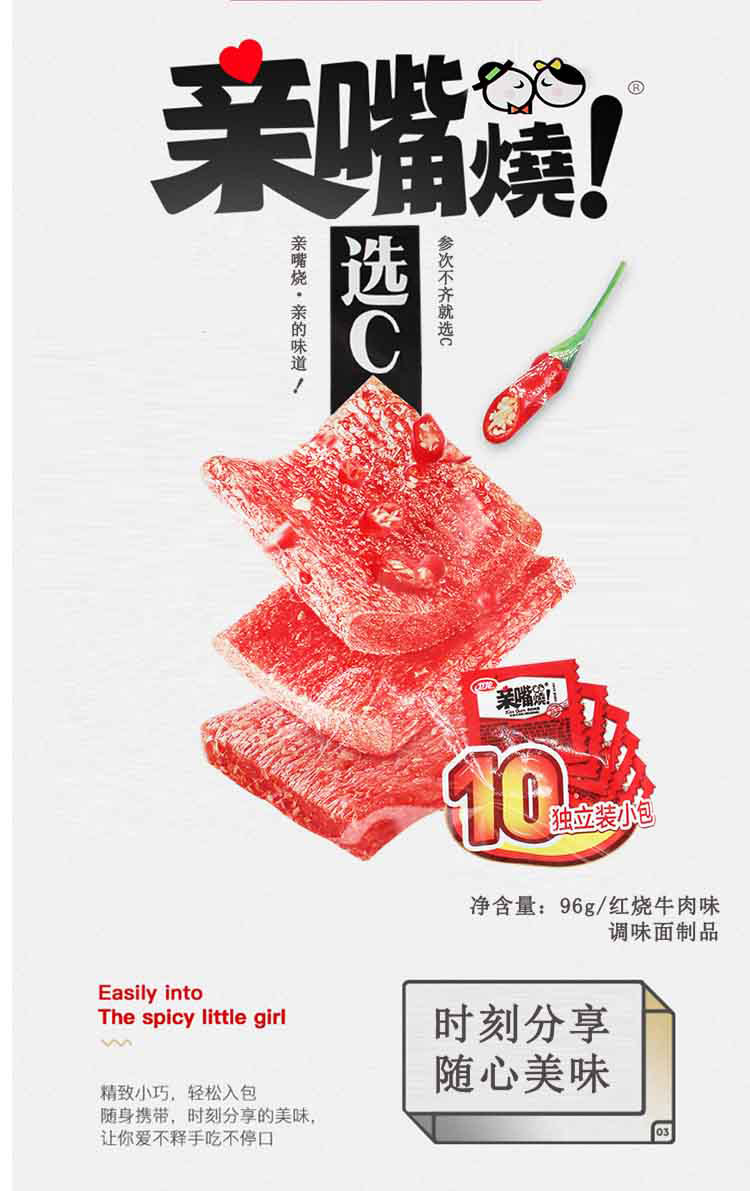 亲嘴燒!
®
选C
亲嘴烧·亲的味道!
参次不齐就选C
卫龙
亲嘴燒!
10
独立装小包
净含量：96g/红烧牛肉味
调味面制品
Easily into
The spicy little girl
时刻分享
随心美味
03
精致小巧，轻松入包
随身携带，时刻分享的美味，
让你爱不释手吃不停口